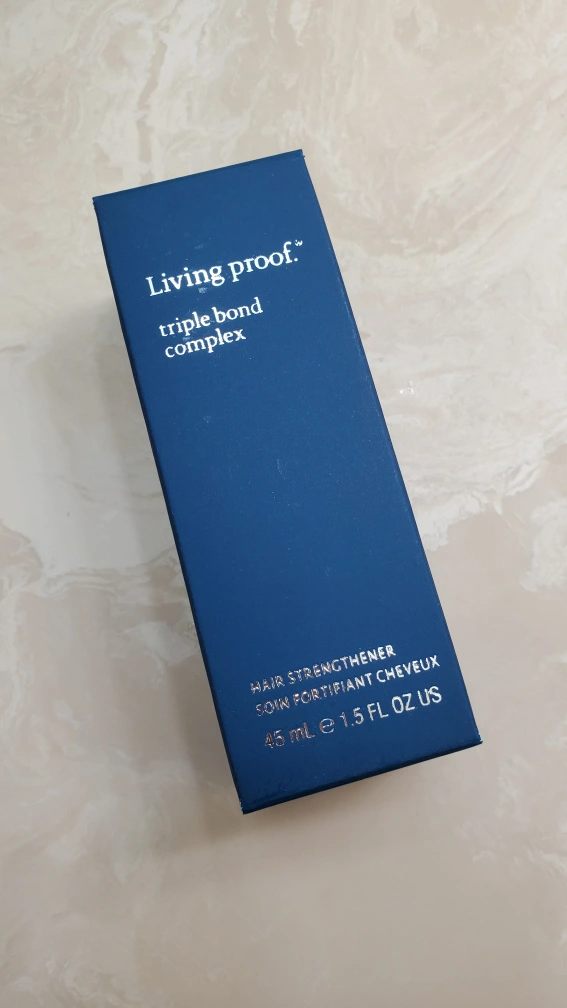 Living proof.
triple bond
complex
HAIR STRENGTHENER
SOIN FORTIFIANT CHEVEUX
45 mL ℮ 1.5 FL OZ US